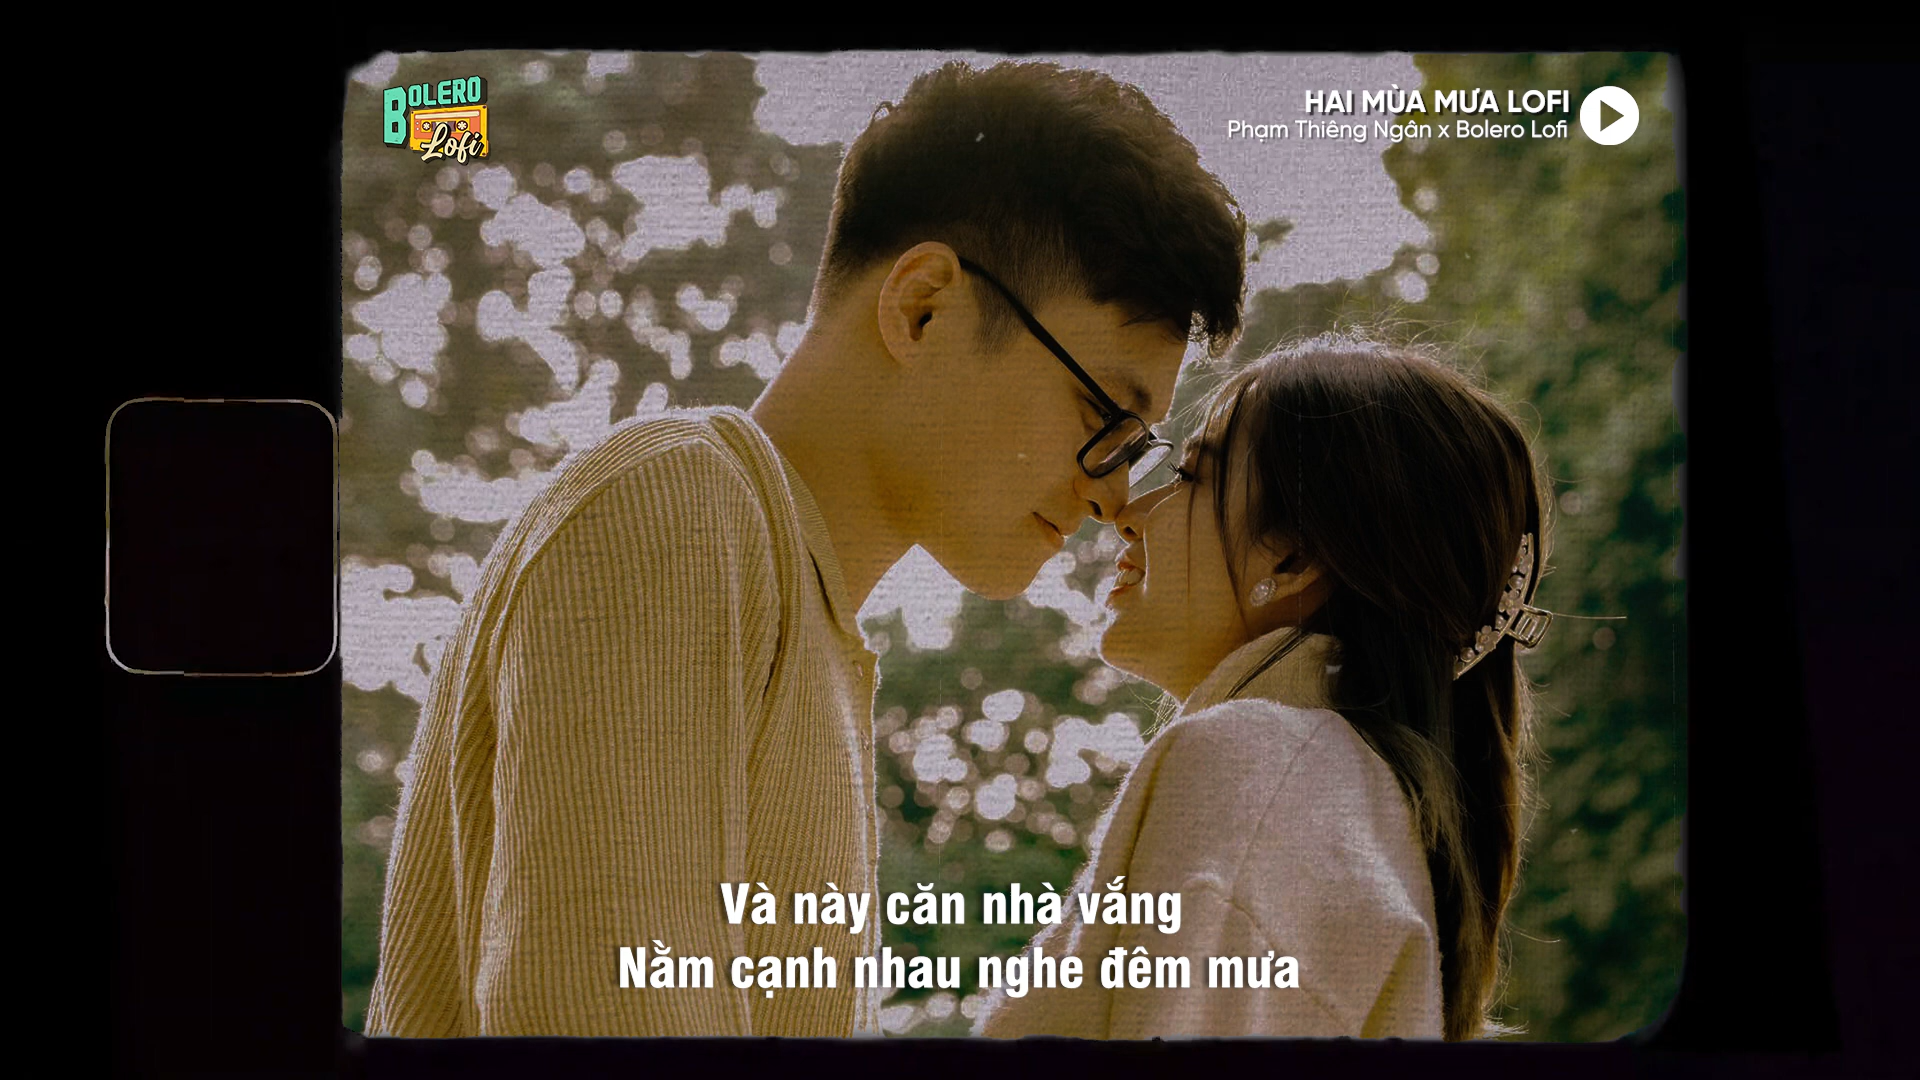 BOLERO
Lofi
HAI MÙA MƯA LOFI
Phạm Thiêng Ngân x Bolero Lofi
Và này căn nhà vắng
Nằm cạnh nhau nghe đêm mưa